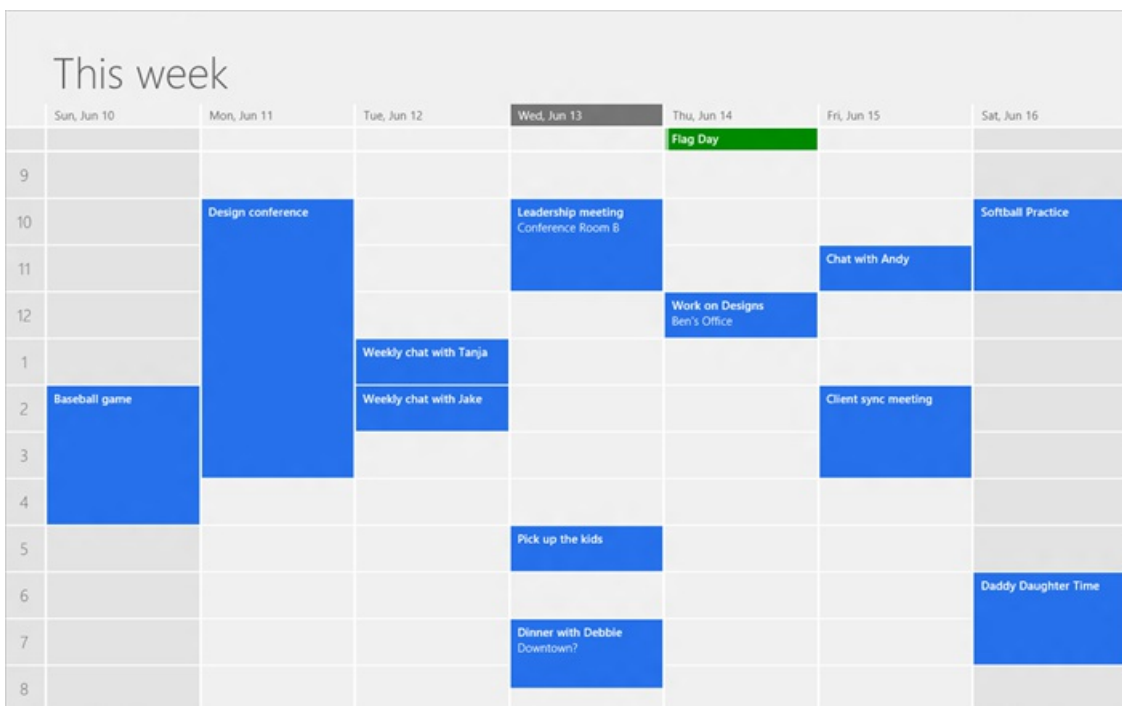 This week
Sun, Jun 10 Mon, Jun 11 Tue, Jun 12 Wed, Jun 13 Thu, Jun 14 Fri, Jun 15 Sat, Jun 16
Flag Day
9
Design conference Leadership meeting Softball Practice
Conference Room B
10
Chat with Andy
11
Work on Designs
12
Ben's Office
Weekly chat with Tanja
1
Baseball game Weekly chat with Jake Client sync meeting
2
3
4
Pick up the kids
5
Daddy Daughter Time
6
Dinner with Debbie
7
Downtown?
8